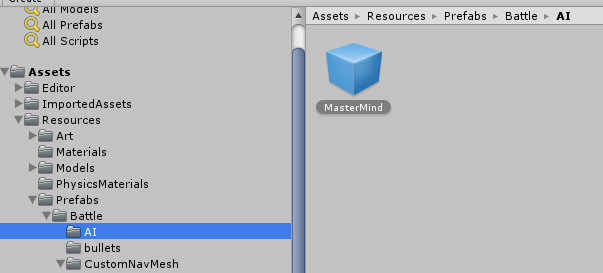 Create
All Models
All Prefabs
All Scripts
Assets
Editor
ImportedAssets
Resources
Art
Materials
Models
PhysicsMaterials
Prefabs
Battle
AI
bullets
CustomNavMesh
Assets ▸ Resources ▸ Prefabs ▸ Battle ▸ AI
MasterMind